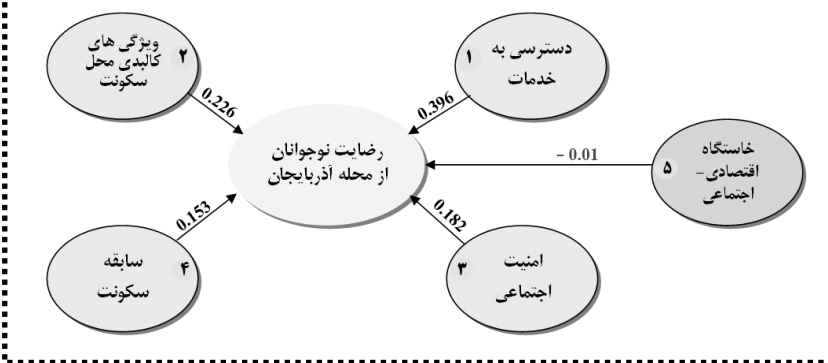 ۱
دسترسی به
خدمات
0.396
۲
ویژگی های
کالبدی محل
سکونت
0.226
رضایت نوجوانان
از محله آذربایجان
۵
خاستگاه
اقتصادی-
اجتماعی
- 0.01
۳
امنیت
اجتماعی
0.182
۴
سابقه
سکونت
0.153